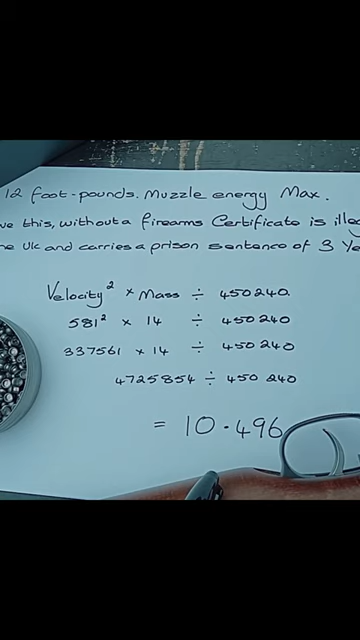 12 foot-pounds. Muzzle energy Max.
this, without a firearms Certificate is
UK and carries a prison sentence of 3
Velocity² × Mass ÷ 450240.
581² × 14 ÷ 450240
337561 × 14 ÷ 450240
4725854 ÷ 450240
= 10.496